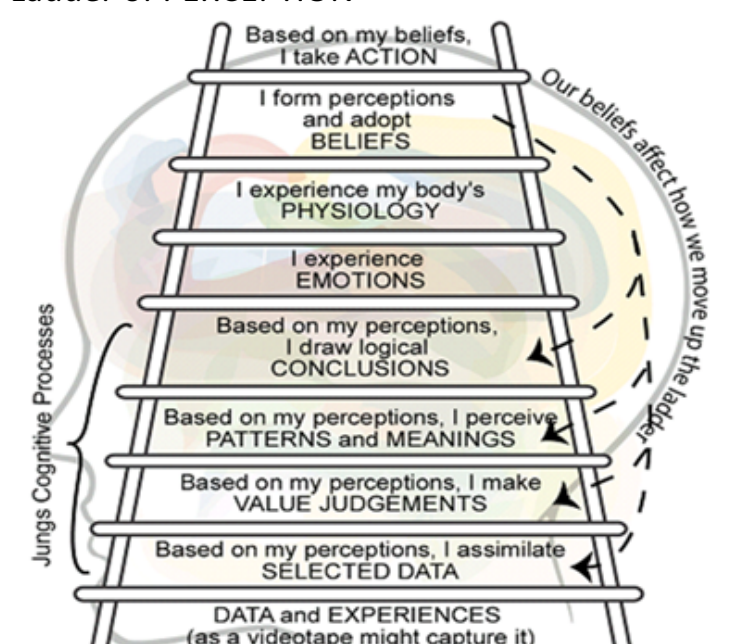 Based on my beliefs,
I take ACTION
I form perceptions
and adopt
BELIEFS
I experience my body's
PHYSIOLOGY
I experience
EMOTIONS
Based on my perceptions,
I draw logical
CONCLUSIONS
Based on my perceptions, I perceive
PATTERNS and MEANINGS
Based on my perceptions, I make
VALUE JUDGEMENTS
Based on my perceptions, I assimilate
SELECTED DATA
DATA and EXPERIENCES
(as a videotape might capture it)
Our beliefs affect how we move up the ladder
Jungs Cognitive Processes